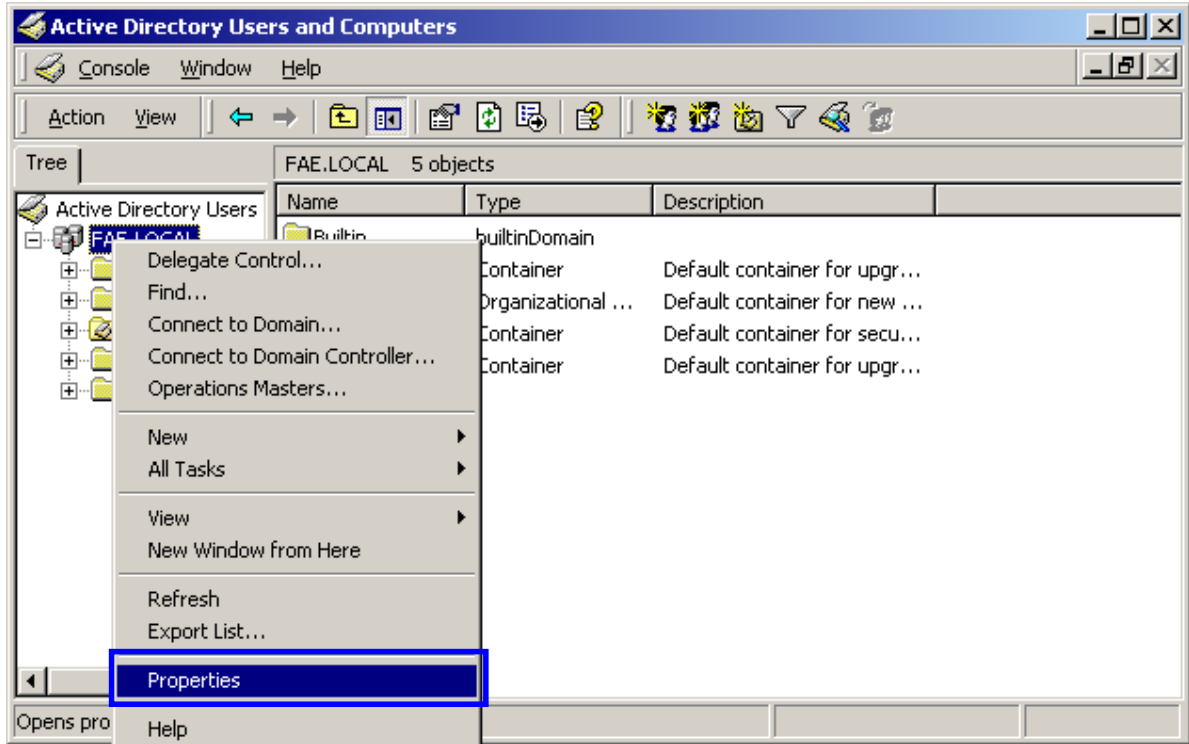 Active Directory Users and Computers
Console Window Help
Action View
Tree
FAE.LOCAL 5 objects
Active Directory Users
Name Type Description
FAE.LOCAL
Builtin builtinDomain
Container Default container for upgr...
Organizational ... Default container for new ...
Container Default container for secu...
Container Default container for upgr...
Delegate Control...
Find...
Connect to Domain...
Connect to Domain Controller...
Operations Masters...
New
All Tasks
View
New Window from Here
Refresh
Export List...
Properties
Help
Opens pro